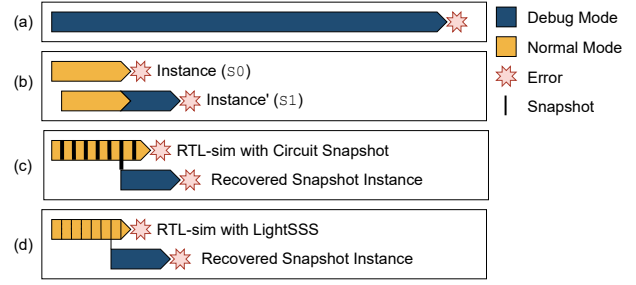 (a)
Debug Mode
Normal Mode
Error
Snapshot
(b)
Instance (S0)
Instance' (S1)
(c)
RTL-sim with Circuit Snapshot
Recovered Snapshot Instance
(d)
RTL-sim with LightSSS
Recovered Snapshot Instance